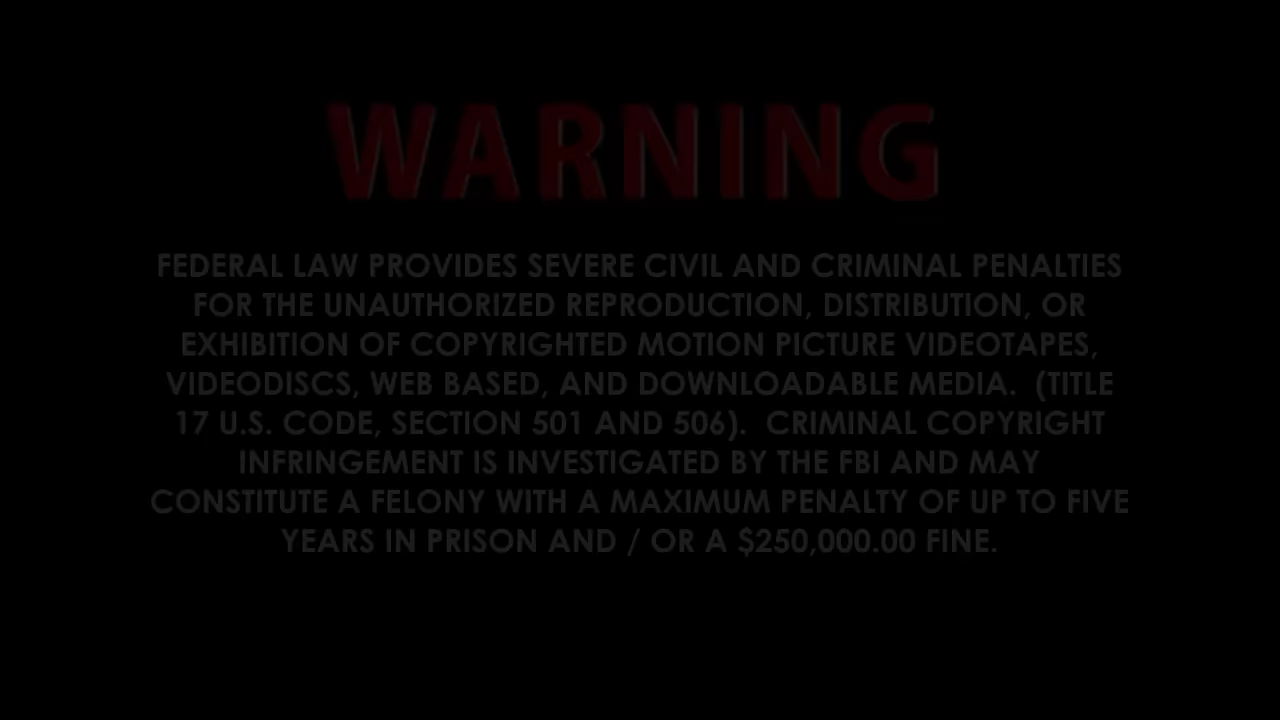 WARNING
FEDERAL LAW PROVIDES SEVERE CIVIL AND CRIMINAL PENALTIES
FOR THE UNAUTHORIZED REPRODUCTION, DISTRIBUTION, OR
EXHIBITION OF COPYRIGHTED MOTION PICTURE VIDEOTAPES,
VIDEODISCS, WEB BASED, AND DOWNLOADABLE MEDIA.  (TITLE
17 U.S. CODE, SECTION 501 AND 506).  CRIMINAL COPYRIGHT
INFRINGEMENT IS INVESTIGATED BY THE FBI AND MAY
CONSTITUTE A FELONY WITH A MAXIMUM PENALTY OF UP TO FIVE
YEARS IN PRISON AND / OR A $250,000.00 FINE.